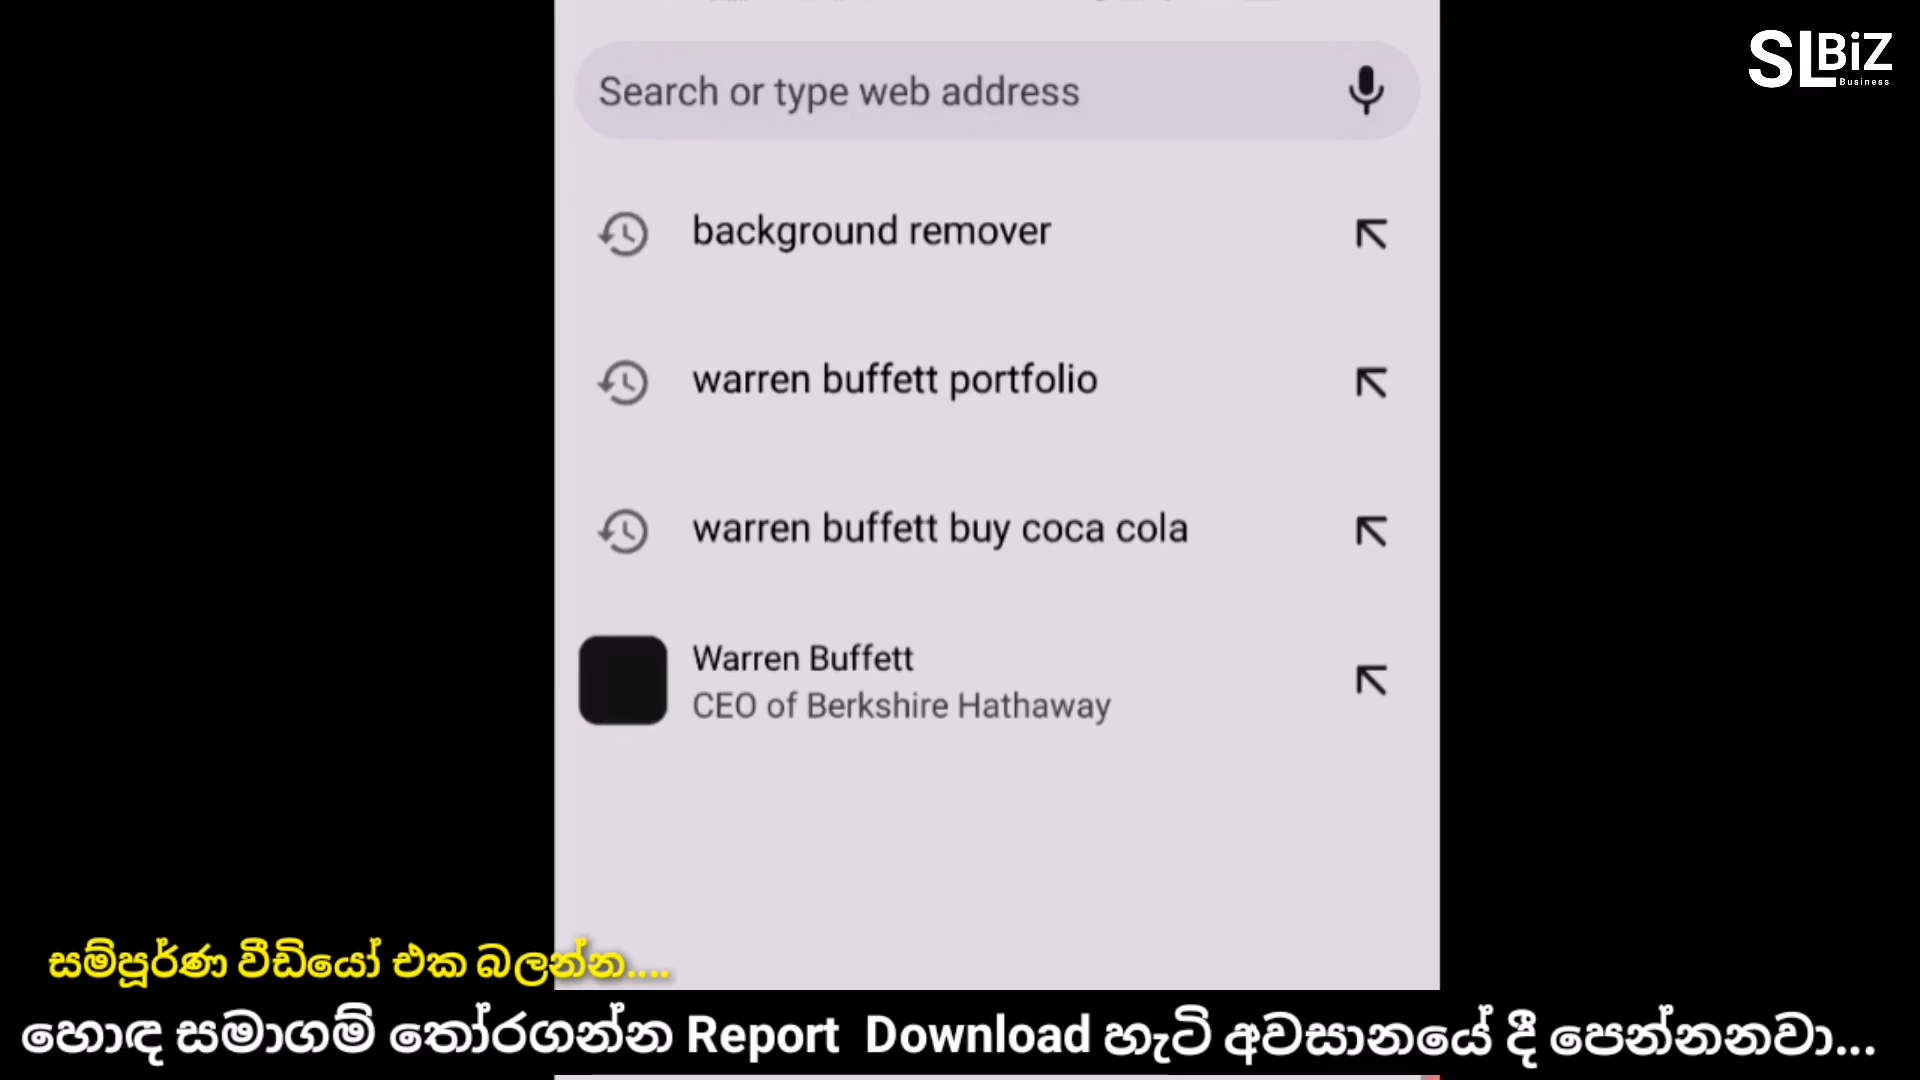 SLBiZ
Business
Search or type web address
background remover
warren buffett portfolio
warren buffett buy coca cola
Warren Buffett
CEO of Berkshire Hathaway
සම්පූර්ණ වීඩියෝ එක බලන්න....
හොඳ සමාගම් තෝරගන්න Report Download හැටි අවසානයේ දී පෙන්නනවා...